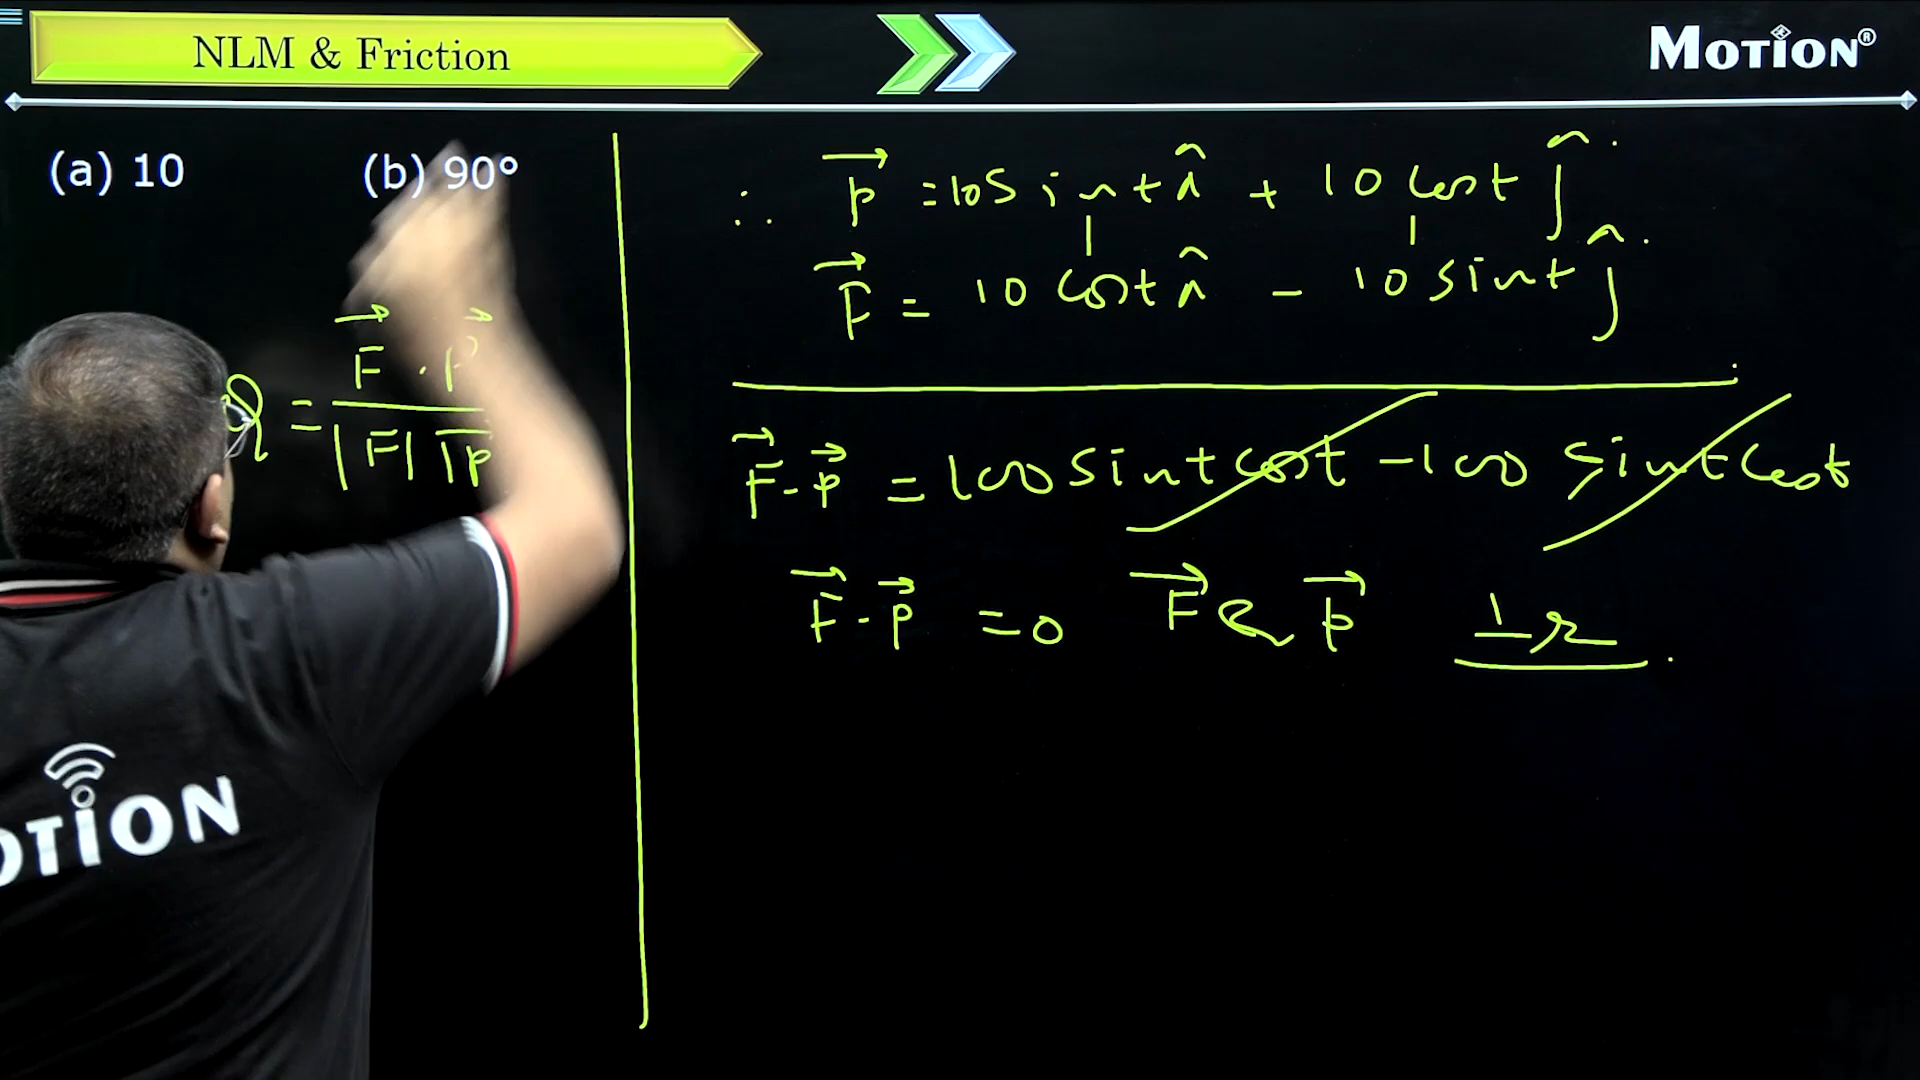 NLM & Friction
MOTION®
(a) 10 (b) 90°
= F⃗ . P / |F| |P
∴ p⃗ = 10 Sin t î + 10 cos t ĵ .
F⃗ = 10 cos t î - 10 sin t ĵ .
F⃗ - p⃗ = 100 Sin t cos t - 100 Sin t Cos t
F⃗ - p⃗ = 0 F⃗ & p⃗ ⊥r .
OTION